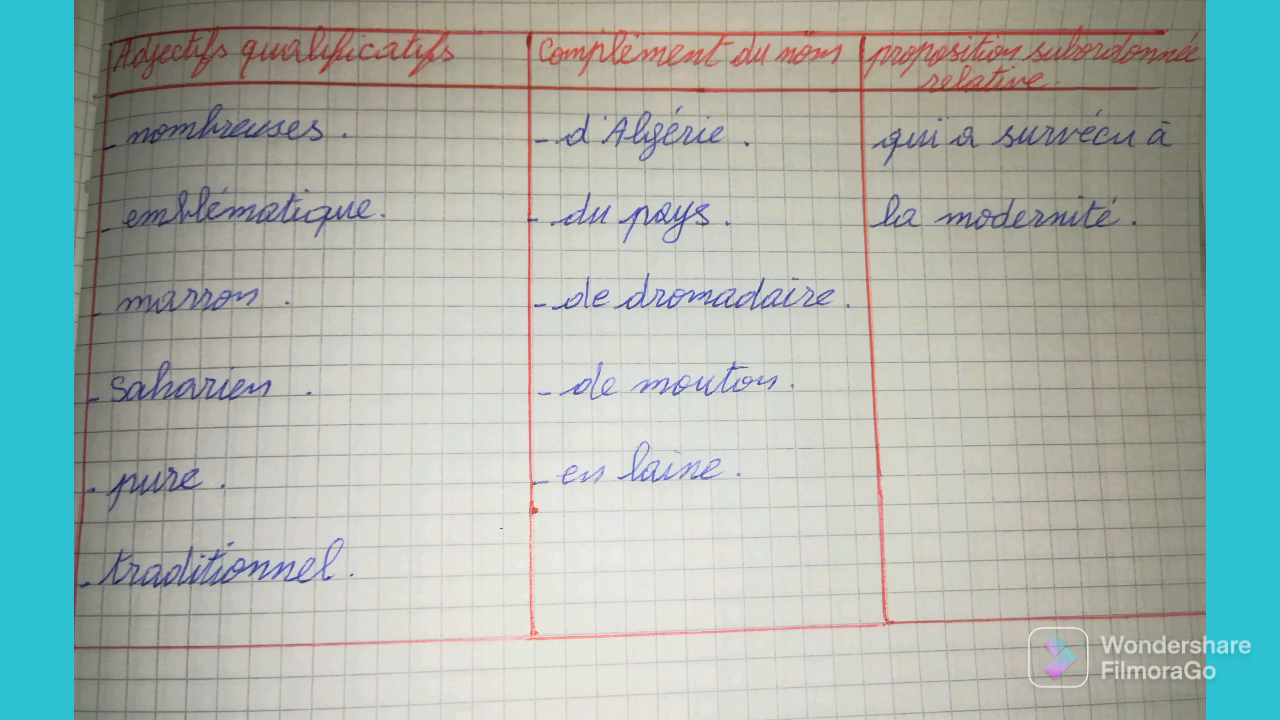 Adjectifs qualificatifs
Complément du nom
proposition subordonnée
relative.
- nombreuses.
- emblématique.
- marron.
- saharien.
- pure.
- traditionnel.
- d'Algérie.
- du pays.
- de dromadaire.
- de mouton.
- en laine.
qui a survécu à
la modernité.
Wondershare
FilmoraGo